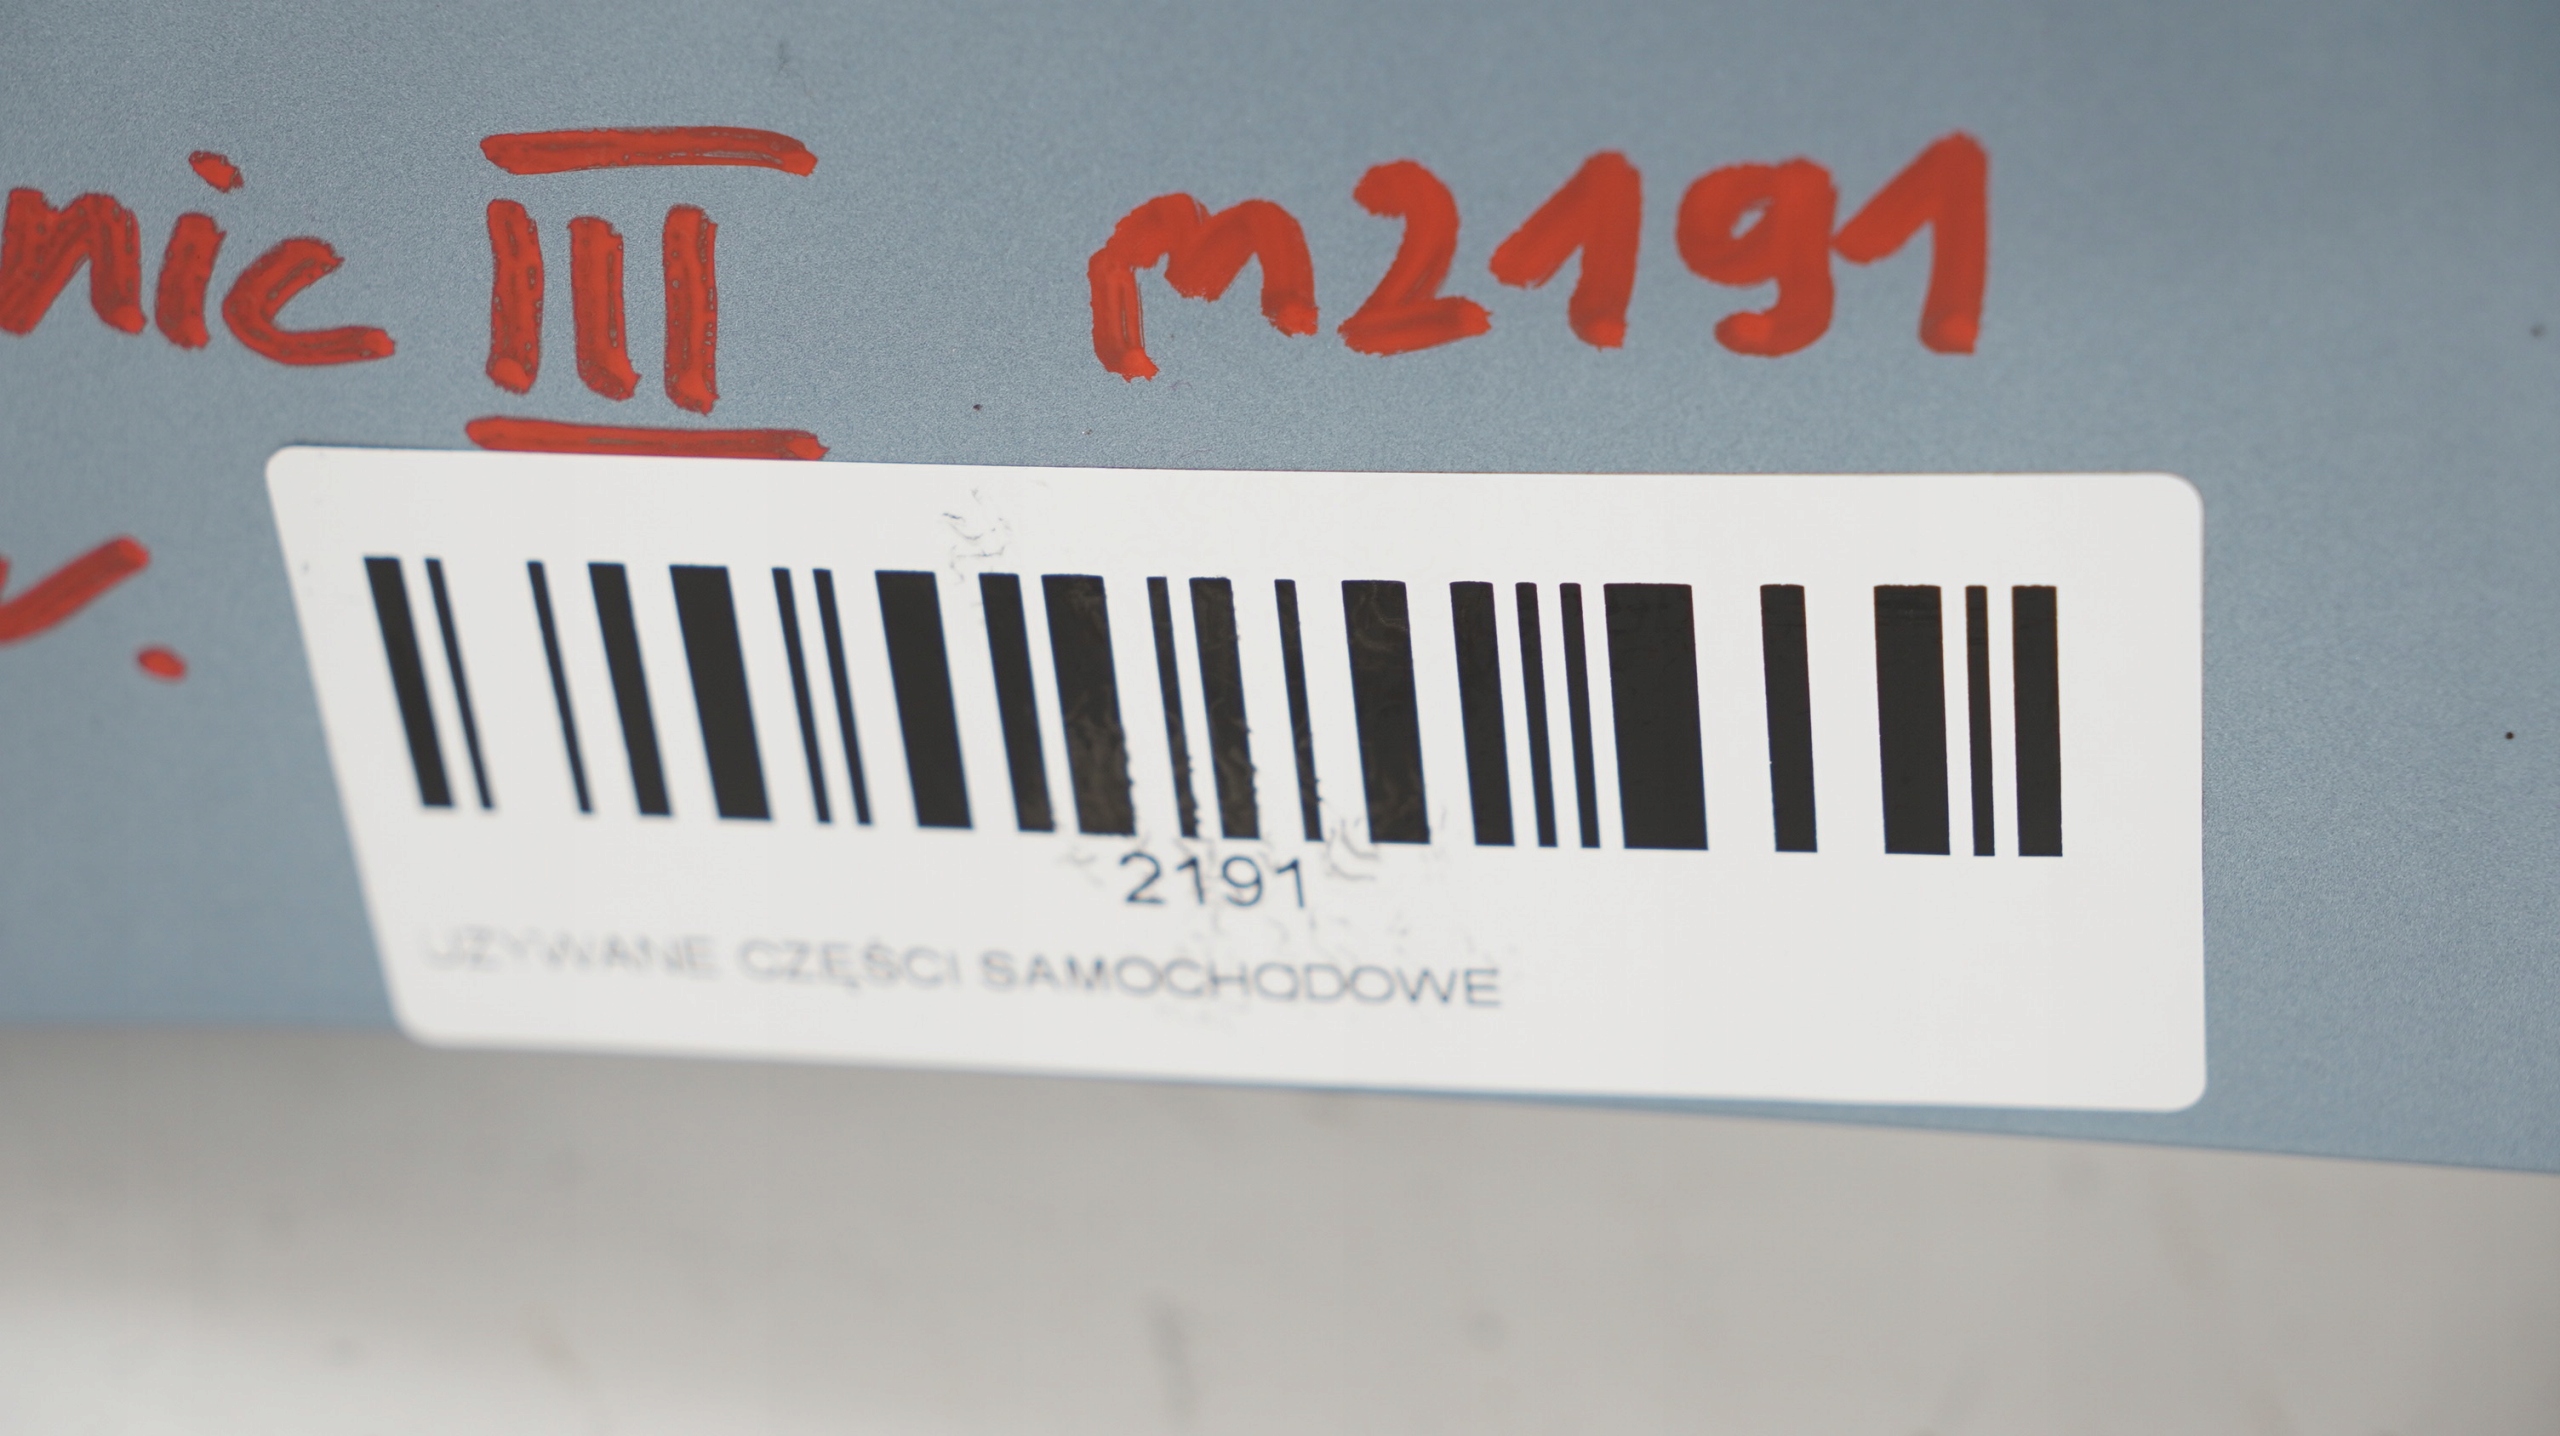 nic III m2191
2191
UŻYWANE CZĘŚCI SAMOCHODOWE